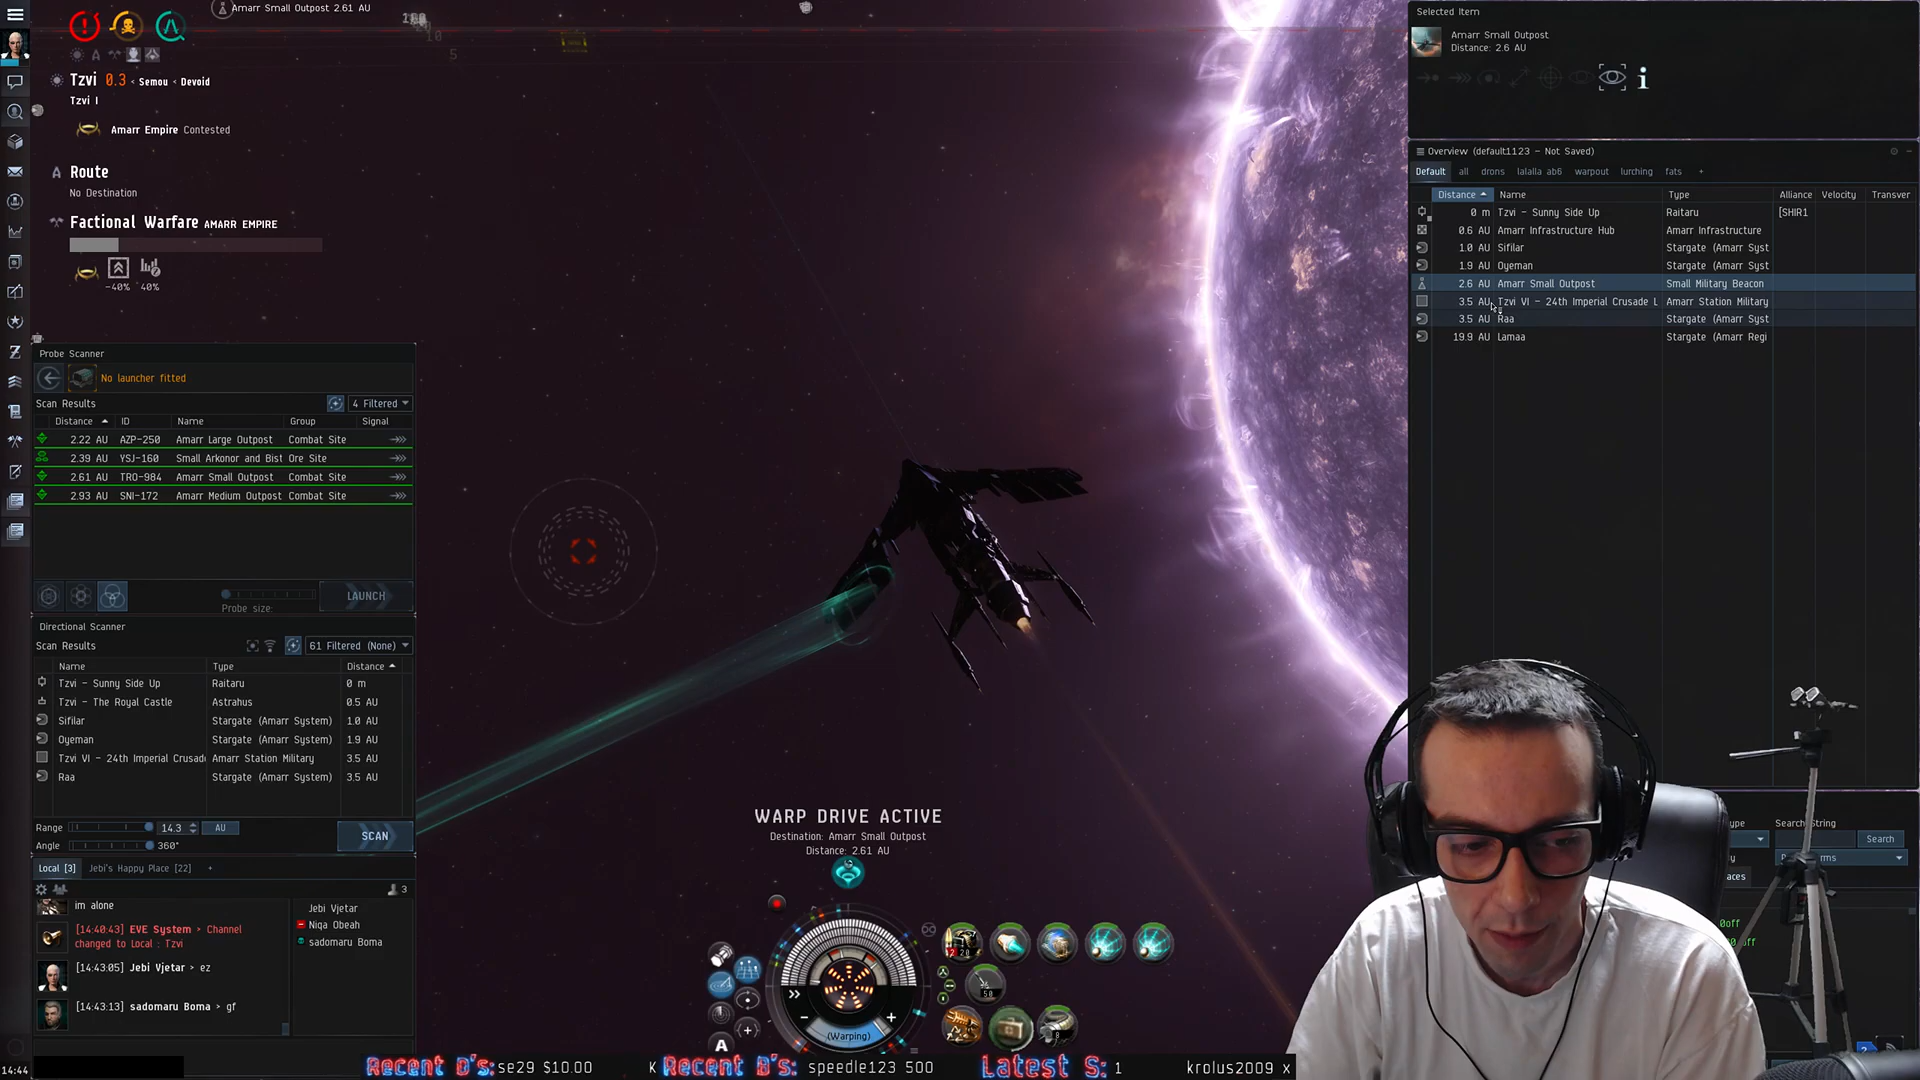 Amarr Small Outpost 2.61 AU
10
5
Tzvi 0.3 < Semou < Devoid
Tzvi I
Amarr Empire Contested
Route
No Destination
Factional Warfare AMARR EMPIRE
-40% 40%
Probe Scanner
No launcher fitted
Scan Results 4 Filtered
Distance ID Name Group Signal
2.22 AU AZP-250 Amarr Large Outpost Combat Site
2.39 AU YSJ-160 Small Arkonor and Bist Ore Site
2.61 AU TRO-984 Amarr Small Outpost Combat Site
2.93 AU SNI-172 Amarr Medium Outpost Combat Site
Probe size:
LAUNCH
Directional Scanner
Scan Results 61 Filtered (None)
Name Type Distance
Tzvi - Sunny Side Up Raitaru 0 m
Tzvi - The Royal Castle Astrahus 0.5 AU
Sifilar Stargate (Amarr System) 1.0 AU
Oyeman Stargate (Amarr System) 1.9 AU
Tzvi VI - 24th Imperial Crusad Amarr Station Military 3.5 AU
Raa Stargate (Amarr System) 3.5 AU
Range 14.3 AU
Angle 360°
SCAN
Local [3] Jebi's Happy Place [22] +
3
im alone
[14:40:43] EVE System > Channel
changed to Local : Tzvi
[14:43:05] Jebi Vjetar > ez
[14:43:13] sadomaru Boma > gf
Jebi Vjetar
Niqa Obeah
sadomaru Boma
14:44
WARP DRIVE ACTIVE
Destination: Amarr Small Outpost
Distance: 2.61 AU
(Warping)
A
20
50
8
Selected Item
Amarr Small Outpost
Distance: 2.6 AU
Overview (default1123 - Not Saved)
Default all drons lalalla ab6 warpout lurching fats +
Distance Name Type Alliance Velocity Transver
0 m Tzvi - Sunny Side Up Raitaru [SHIR1
0.6 AU Amarr Infrastructure Hub Amarr Infrastructure
1.0 AU Sifilar Stargate (Amarr Syst
1.9 AU Oyeman Stargate (Amarr Syst
2.6 AU Amarr Small Outpost Small Military Beacon
3.5 AU Tzvi VI - 24th Imperial Crusade L Amarr Station Military
3.5 AU Raa Stargate (Amarr Syst
19.9 AU Lamaa Stargate (Amarr Regi
ype Search String
Search
rms
aces
0off
off
Recent D's: se29 $10.00 K Recent B's: speedle123 500 Latest S: 1 krolus2009 x